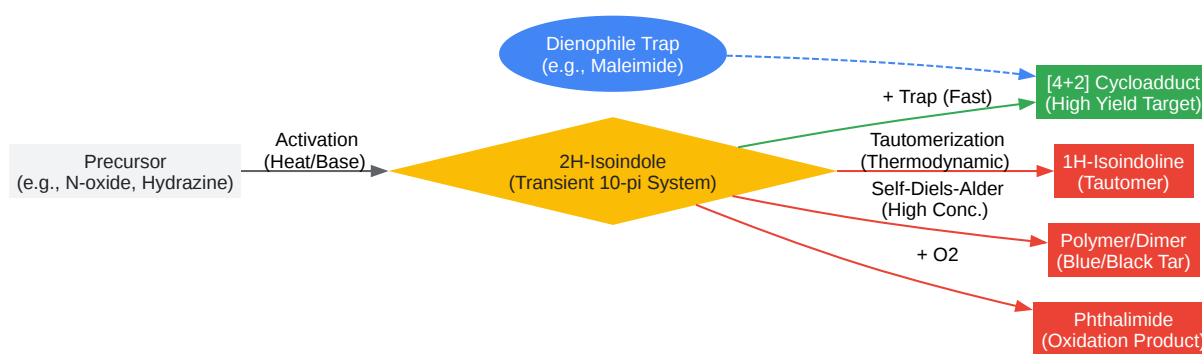 Dienophile Trap
(e.g., Maleimide)
[4+2] Cycloadduct
(High Yield Target)
+ Trap (Fast)
Activation
(Heat/Base)
Precursor
(e.g., N-oxide, Hydrazine)
2H-Isoindole
(Transient 10-pi System)
Tautomerization
(Thermodynamic)
1H-Isoindoline
(Tautomer)
Self-Diels-Alder
(High Conc.)
Polymer/Dimer
(Blue/Black Tar)
+ O2
Phthalimide
(Oxidation Product)